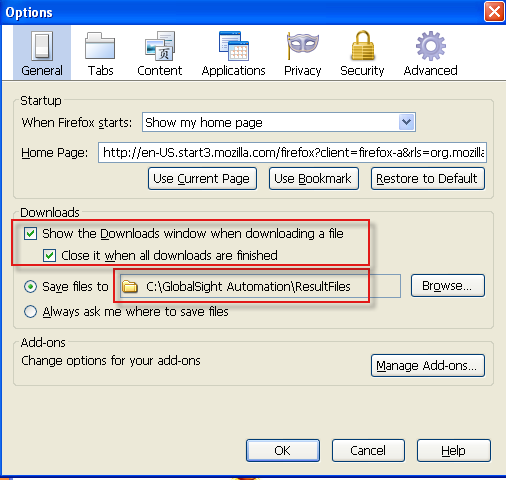 Options
General Tabs Content Applications Privacy Security Advanced
Startup
When Firefox starts: Show my home page
Home Page: http://en-US.start3.mozilla.com/firefox?client=firefox-a&rls=org.mozilla
Use Current Page Use Bookmark Restore to Default
Downloads
Show the Downloads window when downloading a file
Close it when all downloads are finished
Save files to C:\GlobalSight Automation\ResultFiles Browse...
Always ask me where to save files
Add-ons
Change options for your add-ons
Manage Add-ons...
OK Cancel Help